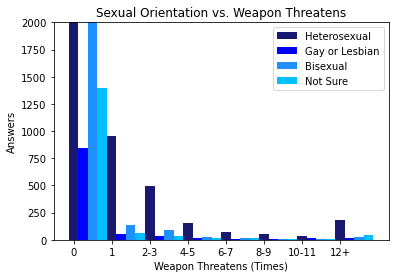 Sexual Orientation vs. Weapon Threatens
Heterosexual
Gay or Lesbian
Bisexual
Not Sure
2000
1750
1500
1250
1000
750
500
250
0
Answers
0 1 2-3 4-5 6-7 8-9 10-11 12+
Weapon Threatens (Times)